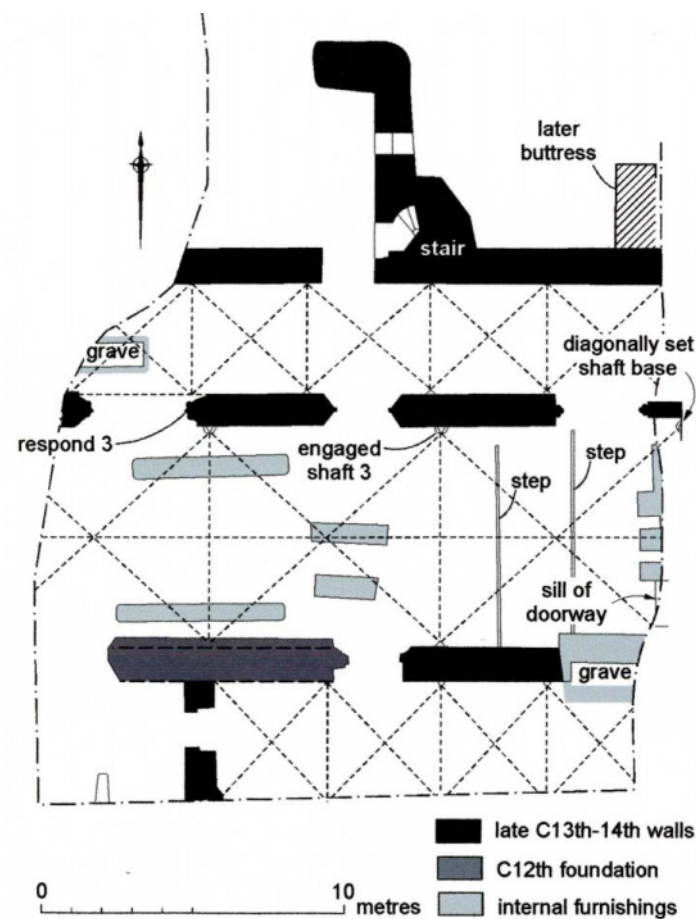 later
buttress
stair
grave
diagonally set
shaft base
respond 3
engaged
shaft 3
step
step
sill of
doorway
grave
late C13th-14th walls
C12th foundation
internal furnishings
0
10
metres